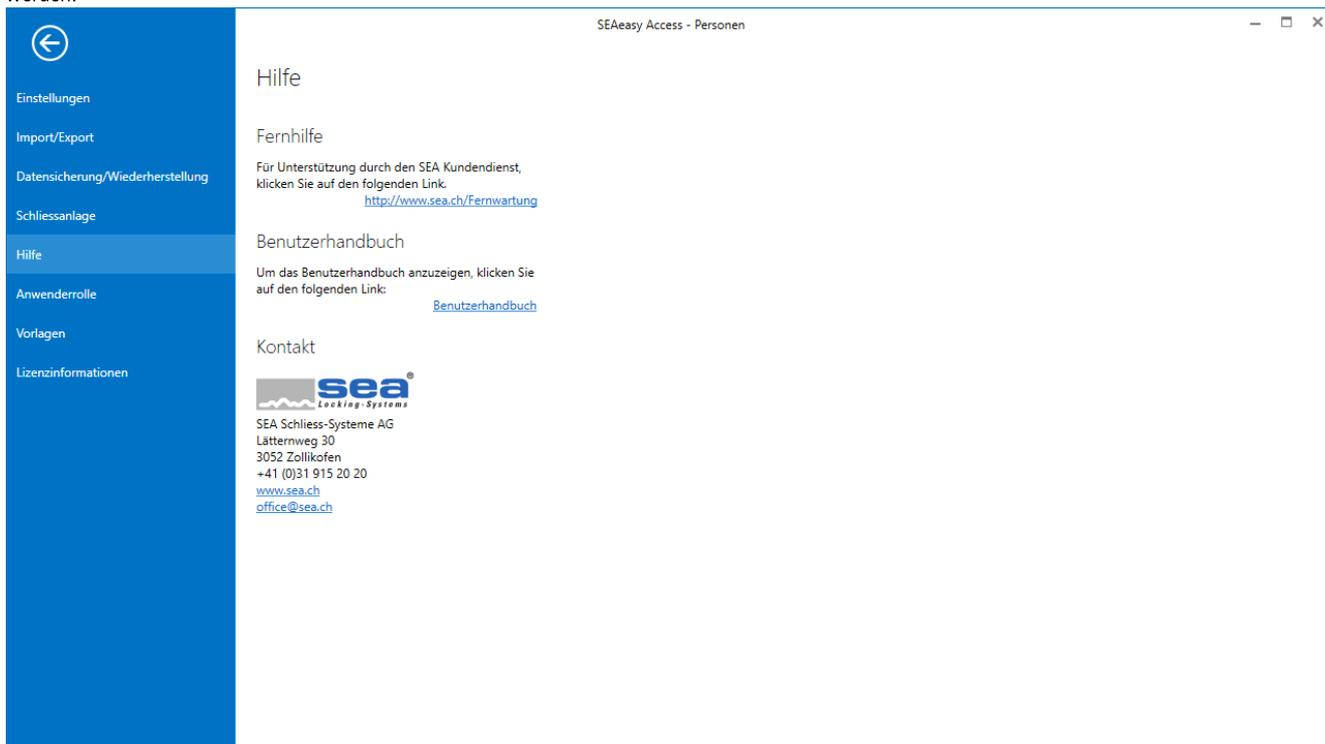 SEAeasy Access - Personen
Einstellungen
Import/Export
Datensicherung/Wiederherstellung
Schliessanlage
Hilfe
Anwenderrolle
Vorlagen
Lizenzinformationen
Hilfe
Fernhilfe
Für Unterstützung durch den SEA Kundendienst,
klicken Sie auf den folgenden Link.
http://www.sea.ch/Fernwartung
Benutzerhandbuch
Um das Benutzerhandbuch anzuzeigen, klicken Sie
auf den folgenden Link:
Benutzerhandbuch
Kontakt
sea®
Locking-Systems
SEA Schliess-Systeme AG
Lätternweg 30
3052 Zollikofen
+41 (0)31 915 20 20
www.sea.ch
office@sea.ch